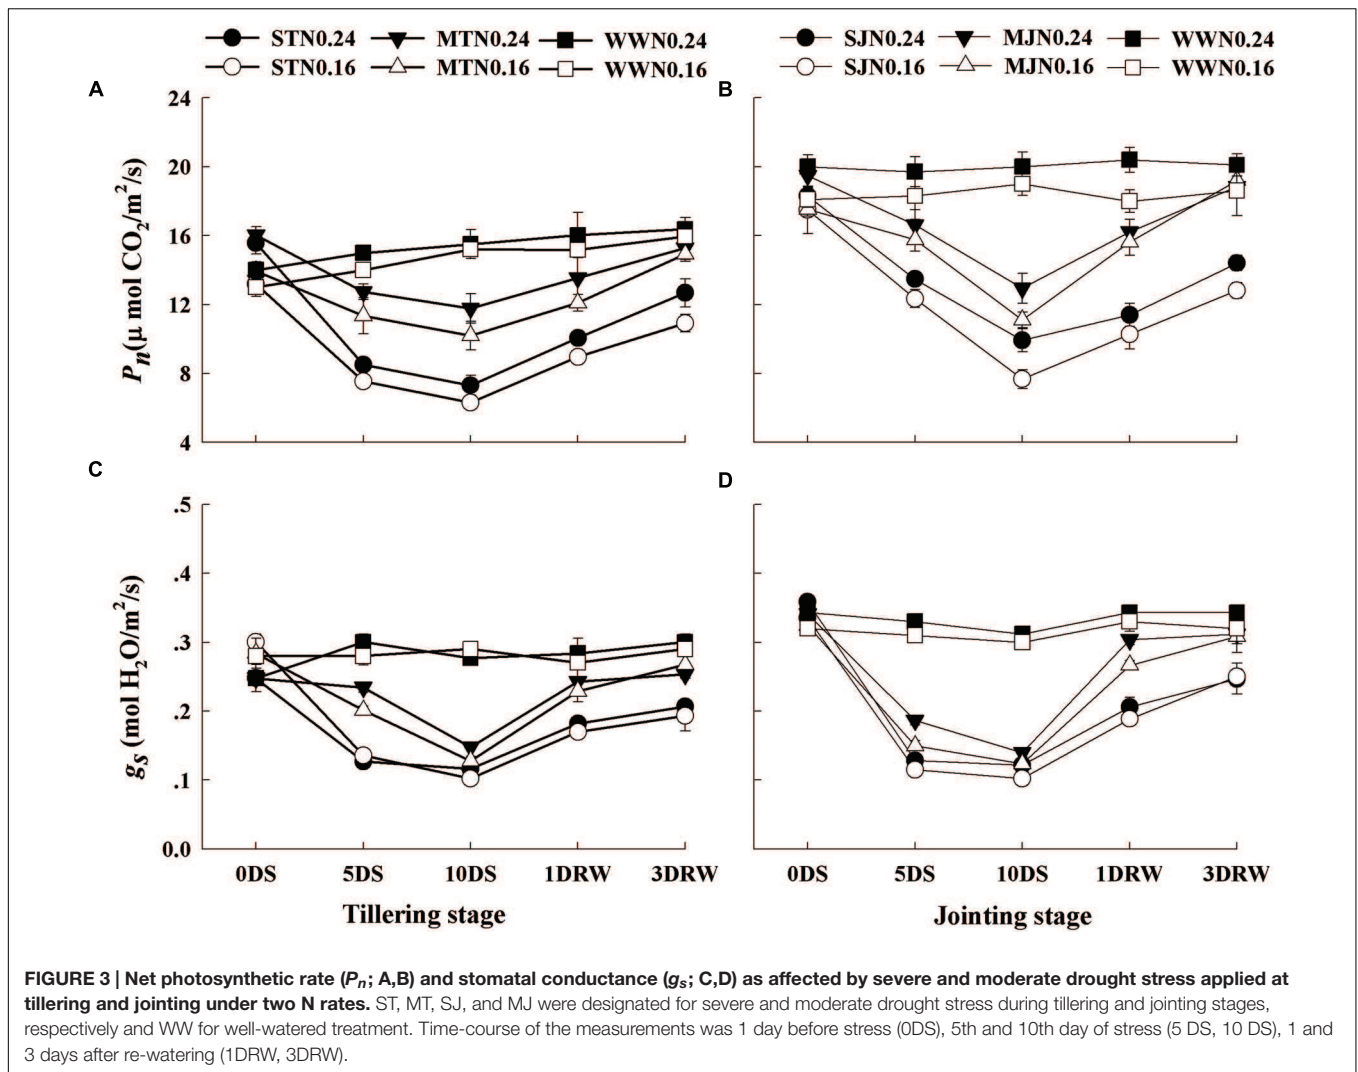 STN0.24 MTN0.24 WWN0.24
STN0.16 MTN0.16 WWN0.16
SJN0.24 MJN0.24 WWN0.24
SJN0.16 MJN0.16 WWN0.16
A
B
24
20
16
12
8
4
Pn(μ mol CO2/m²/s)
C
D
.5
.4
.3
.2
.1
0.0
gs (mol H2O/m²/s)
0DS 5DS 10DS 1DRW 3DRW
Tillering stage
0DS 5DS 10DS 1DRW 3DRW
Jointing stage
FIGURE 3 | Net photosynthetic rate (Pn; A,B) and stomatal conductance (gs; C,D) as affected by severe and moderate drought stress applied at
tillering and jointing under two N rates. ST, MT, SJ, and MJ were designated for severe and moderate drought stress during tillering and jointing stages,
respectively and WW for well-watered treatment. Time-course of the measurements was 1 day before stress (0DS), 5th and 10th day of stress (5 DS, 10 DS), 1 and
3 days after re-watering (1DRW, 3DRW).